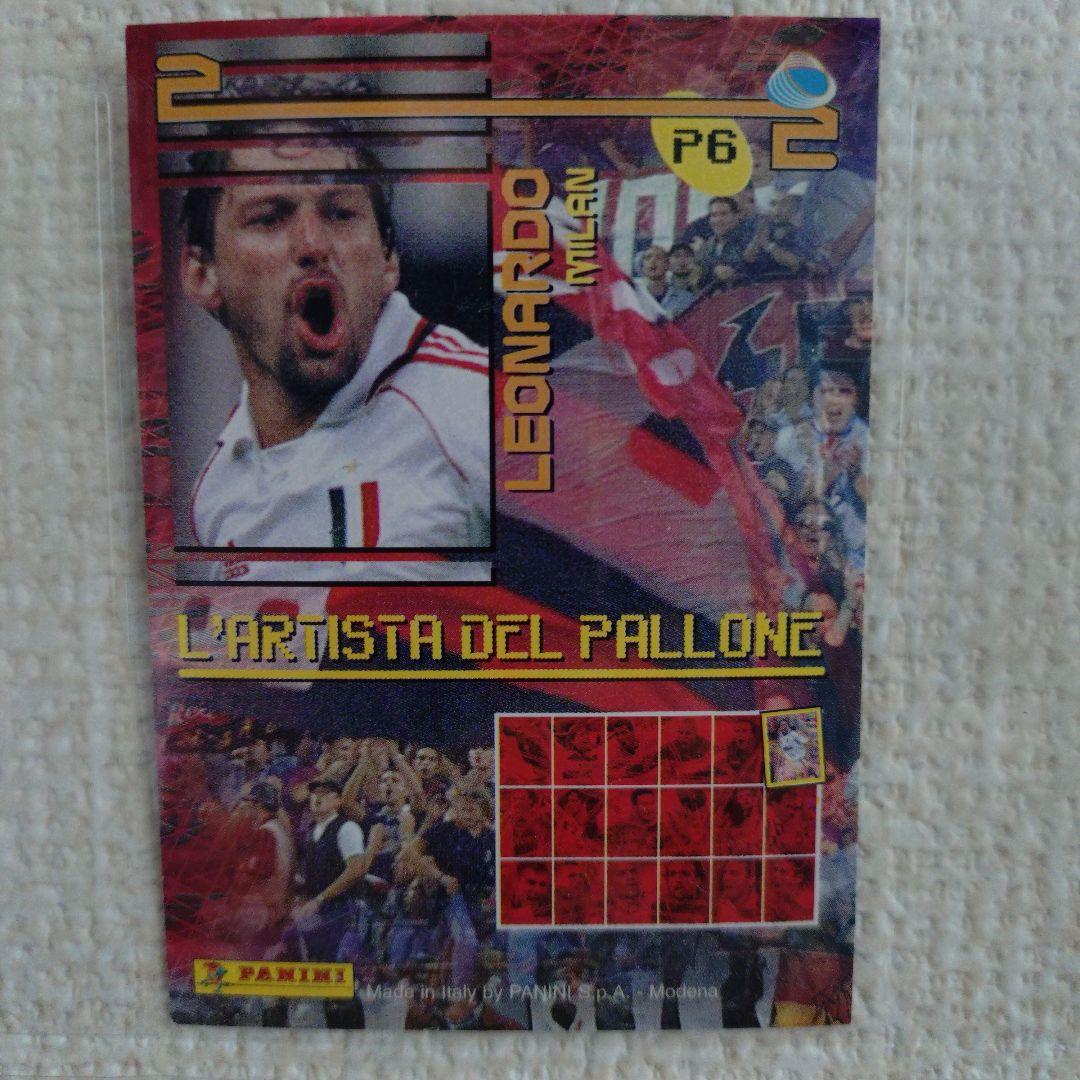 2
2
P6
LEONARDO
MILAN
L'ARTISTA DEL PALLONE
PANINI
Made in Italy by PANINI S.p.A. - Modena